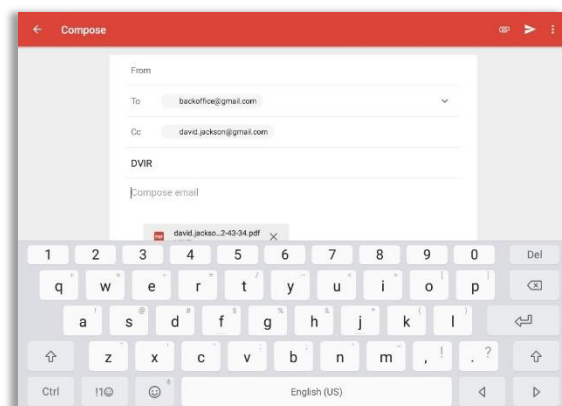 Compose
From
To backoffice@gmail.com
Cc david.jackson@gmail.com
DVIR
Compose email
PDF david.jackso...2-43-34.pdf
1 2 3 4 5 6 7 8 9 0 Del
q w e r t y u i o p
a s d f g h j k l
z x c v b n m , ! . ?
Ctrl !1☺ English (US)